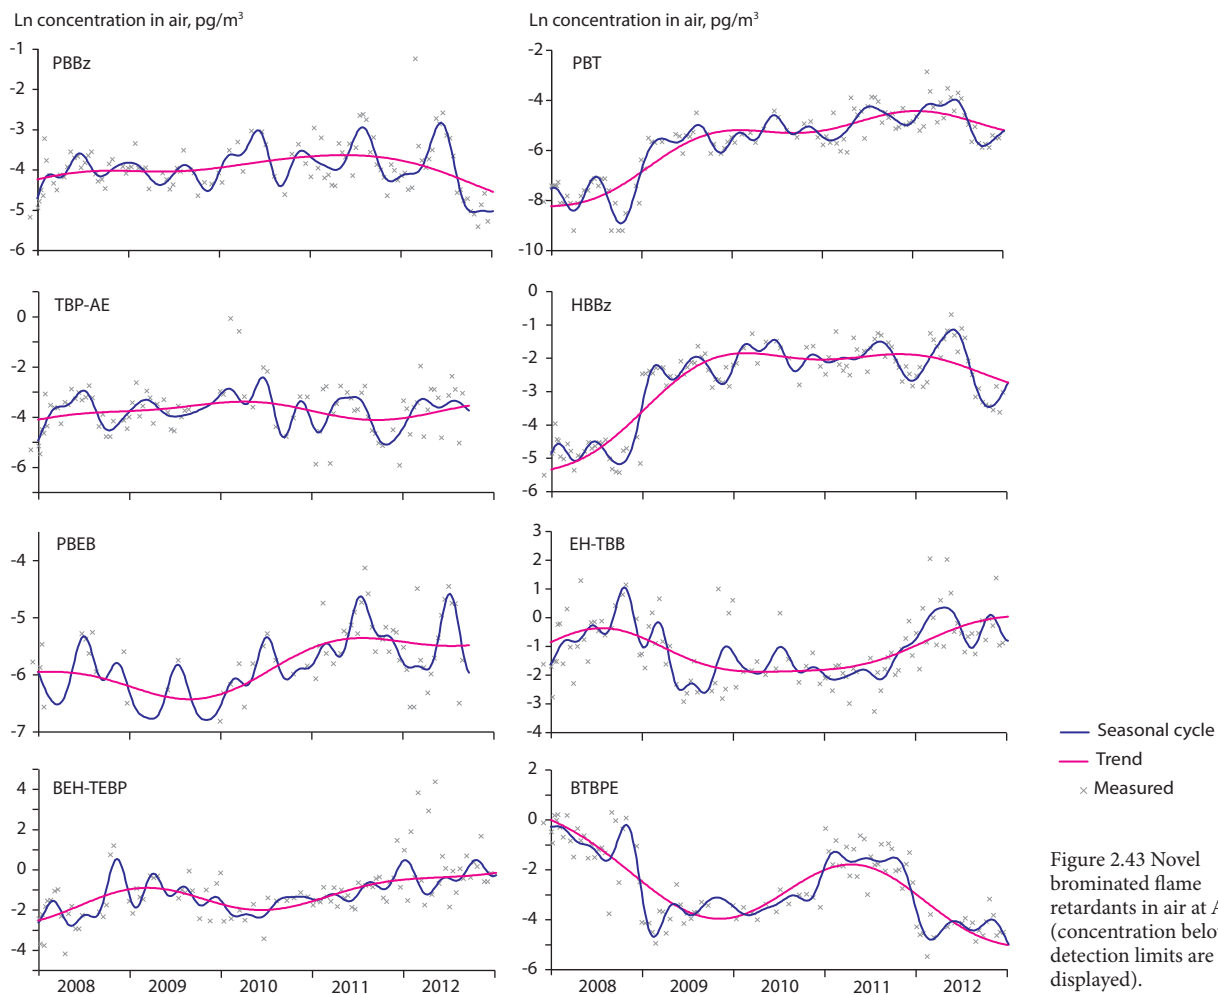 Ln concentration in air, pg/m³
Ln concentration in air, pg/m³
-1
-2
-3
-4
-5
-6
PBBz
-2
-4
-6
-8
-10
PBT
0
-2
-4
-6
TBP-AE
0
-1
-2
-3
-4
-5
-6
HBBz
-4
-5
-6
-7
PBEB
3
2
1
0
-1
-2
-3
-4
EH-TBB
4
2
0
-2
-4
BEH-TEBP
2008 2009 2010 2011 2012
2
0
-2
-4
-6
BTBPE
2008 2009 2010 2011 2012
Seasonal cycle
Trend
Measured
Figure 2.43 Novel
brominated flame
retardants in air at
(concentration
detection limits are
displayed).